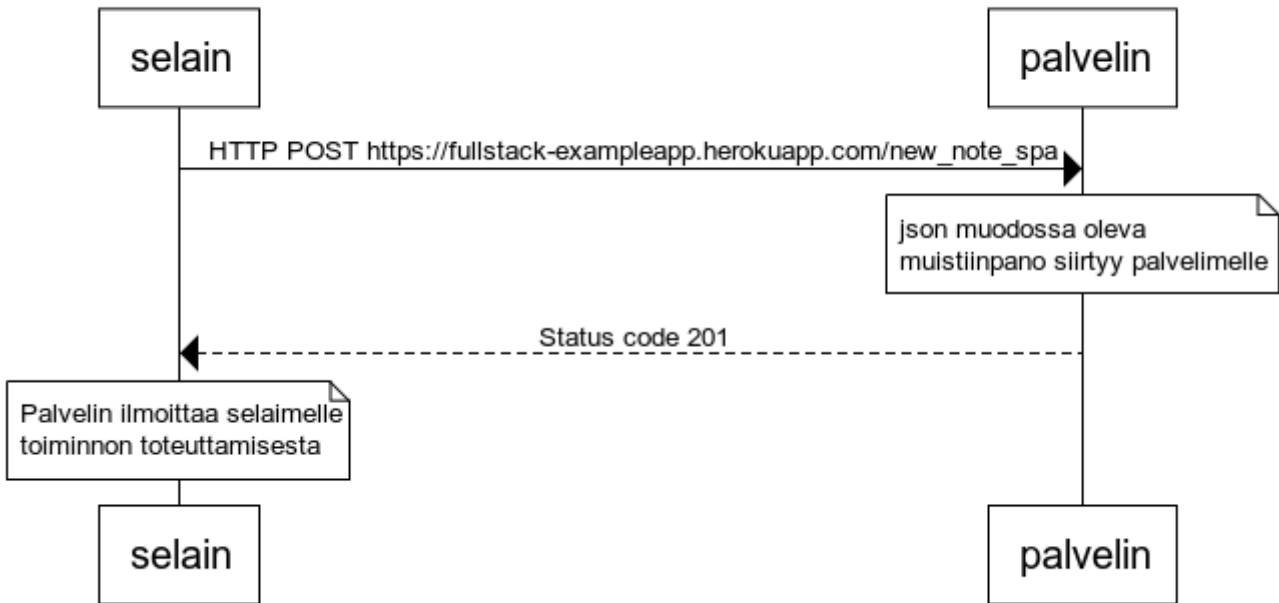 selain
palvelin
HTTP POST https://fullstack-exampleapp.herokuapp.com/new_note_spa
json muodossa oleva
muistiinpano siirtyy palvelimelle
Status code 201
Palvelin ilmoittaa selaimelle
toiminnon toteuttamisesta
selain
palvelin